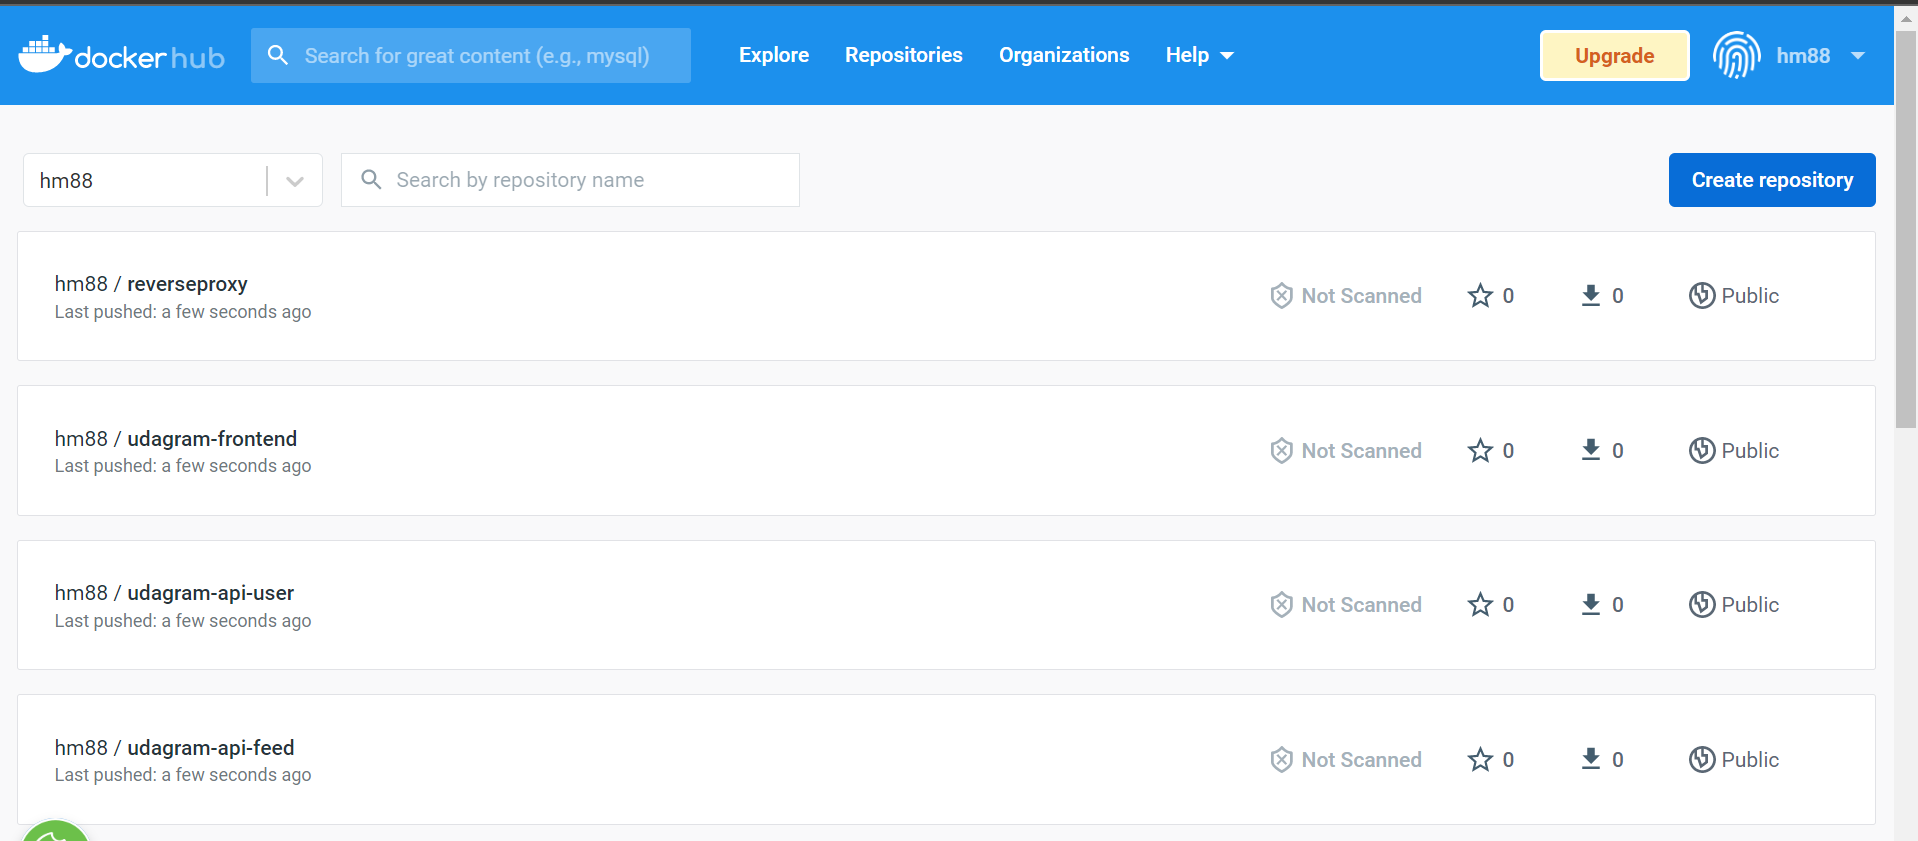 docker hub
Search for great content (e.g., mysql)
Explore
Repositories
Organizations
Help
Upgrade
hm88
hm88
Search by repository name
Create repository
hm88 / reverseproxy
Last pushed: a few seconds ago
Not Scanned
0
0
Public
hm88 / udagram-frontend
Last pushed: a few seconds ago
Not Scanned
0
0
Public
hm88 / udagram-api-user
Last pushed: a few seconds ago
Not Scanned
0
0
Public
hm88 / udagram-api-feed
Last pushed: a few seconds ago
Not Scanned
0
0
Public